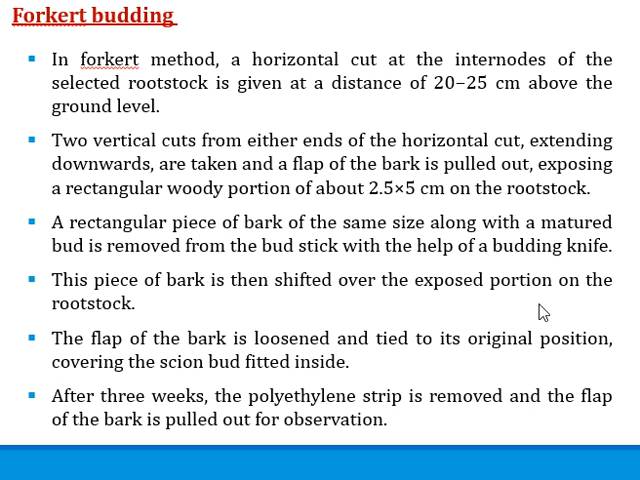 Forkert budding
▪ In forkert method, a horizontal cut at the internodes of the
selected rootstock is given at a distance of 20–25 cm above the
ground level.
▪ Two vertical cuts from either ends of the horizontal cut, extending
downwards, are taken and a flap of the bark is pulled out, exposing
a rectangular woody portion of about 2.5×5 cm on the rootstock.
▪ A rectangular piece of bark of the same size along with a matured
bud is removed from the bud stick with the help of a budding knife.
▪ This piece of bark is then shifted over the exposed portion on the
rootstock.
▪ The flap of the bark is loosened and tied to its original position,
covering the scion bud fitted inside.
▪ After three weeks, the polyethylene strip is removed and the flap
of the bark is pulled out for observation.